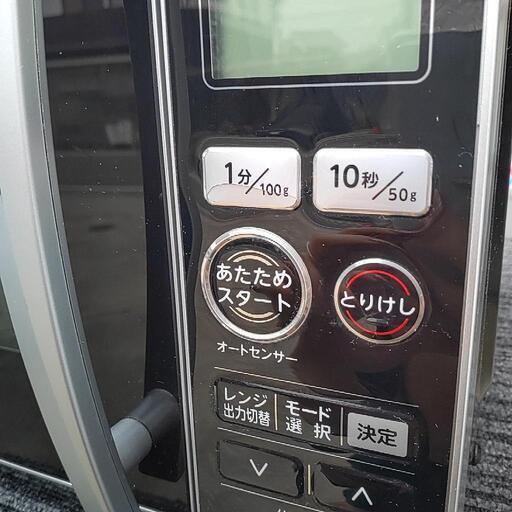 1分/100g
10秒/50g
あたため
スタート
とりけし
オートセンサー
レンジ
出力切替
モード
選択
決定